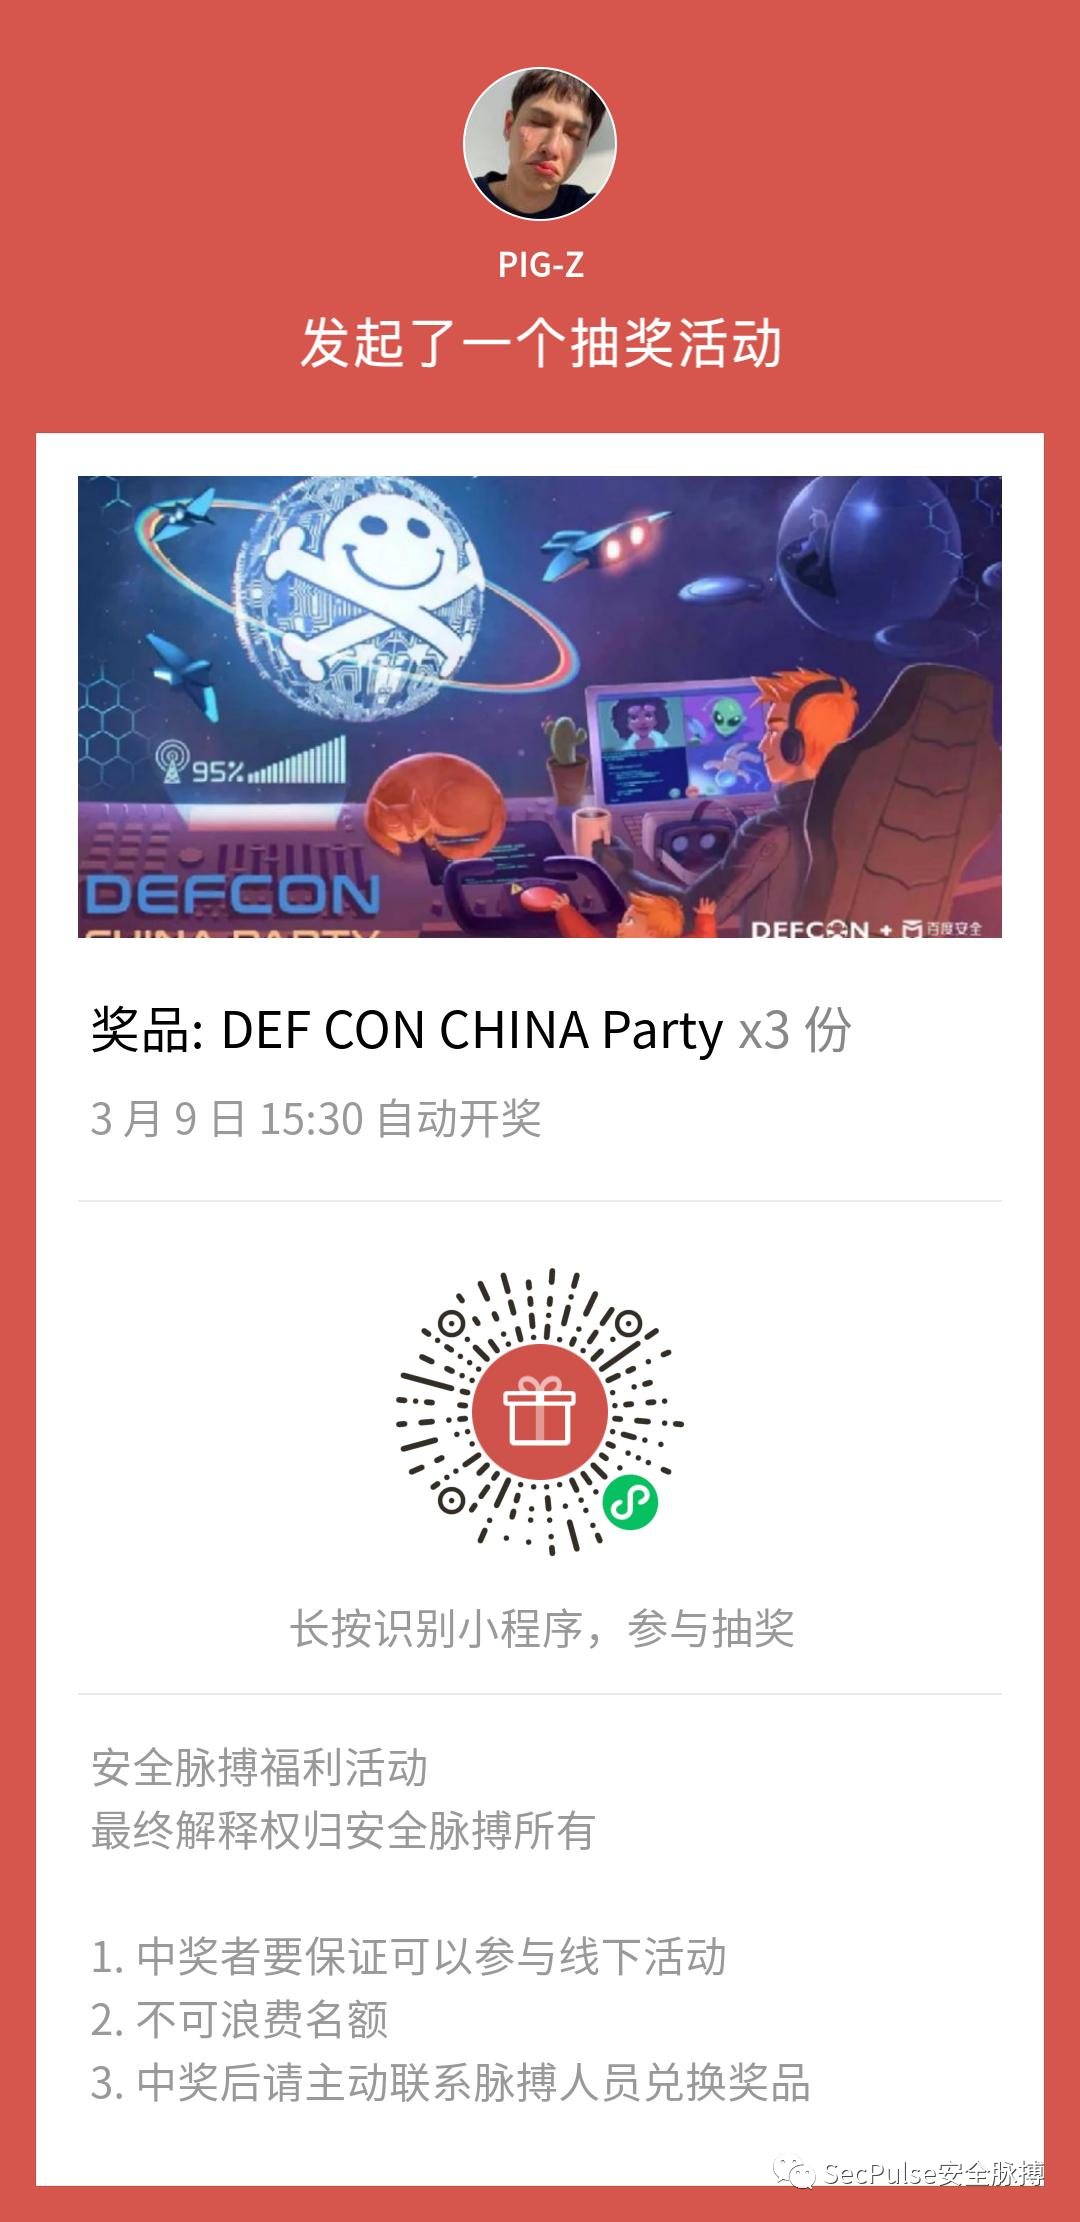 PIG-Z
发起了一个抽奖活动
95%
DEFCON
CHINA PARTY
DEFCON + 百度安全
奖品: DEF CON CHINA Party x3 份
3 月 9 日 15:30 自动开奖
长按识别小程序，参与抽奖
安全脉搏福利活动
最终解释权归安全脉搏所有
1. 中奖者要保证可以参与线下活动
2. 不可浪费名额
3. 中奖后请主动联系脉搏人员兑换奖品
SecPulse安全脉搏